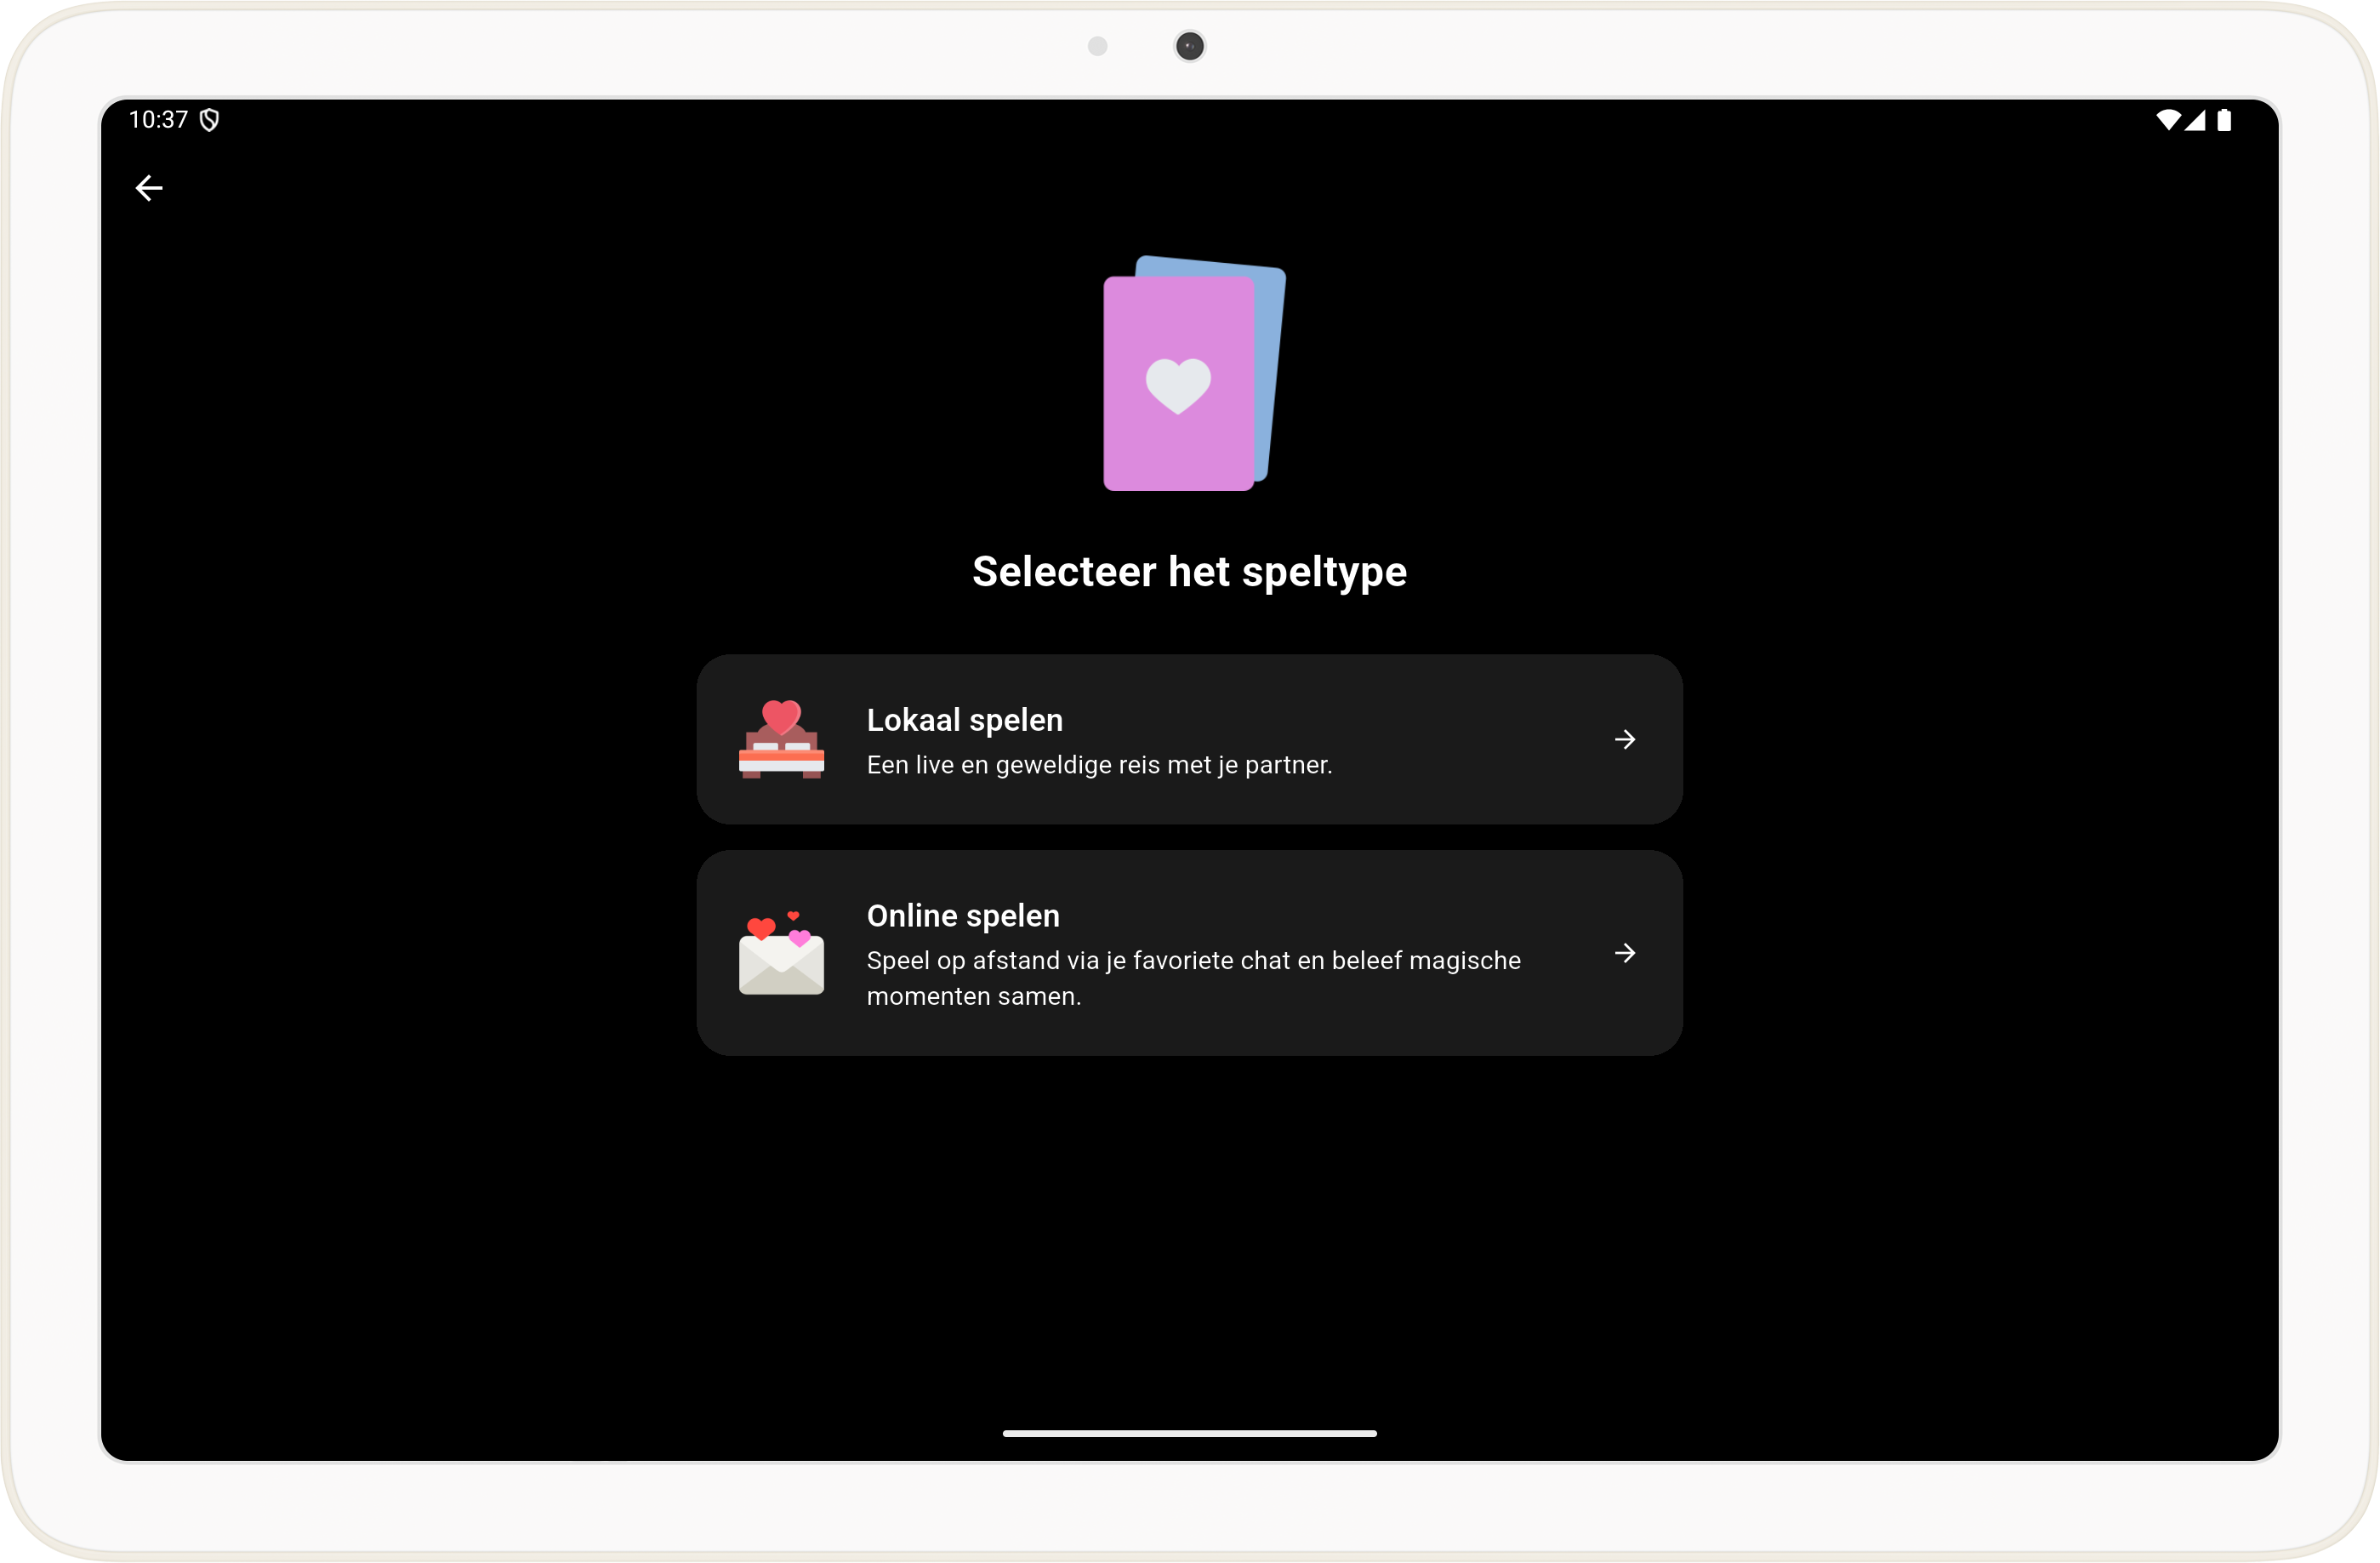 10:37
Selecteer het speltype
Lokaal spelen
Een live en geweldige reis met je partner.
Online spelen
Speel op afstand via je favoriete chat en beleef magische
momenten samen.